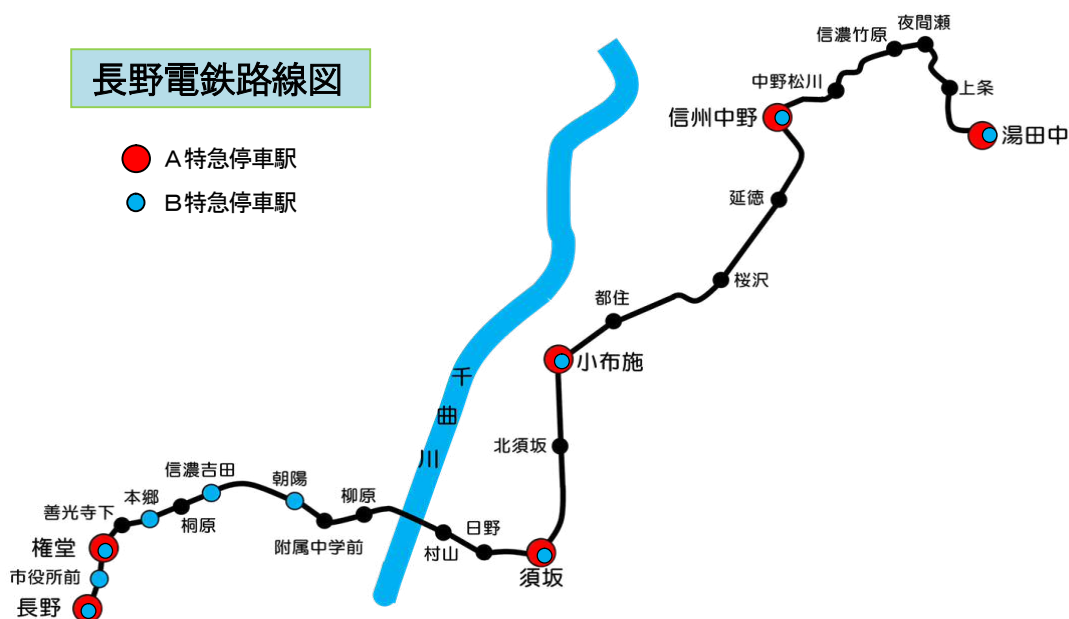 長野電鉄路線図
A特急停車駅
B特急停車駅
夜間瀬
信濃竹原
中野松川
上条
信州中野
湯田中
延徳
桜沢
都住
小布施
千曲川
北須坂
信濃吉田
朝陽
本郷
柳原
善光寺下
桐原
日野
附属中学前
村山
権堂
須坂
市役所前
長野